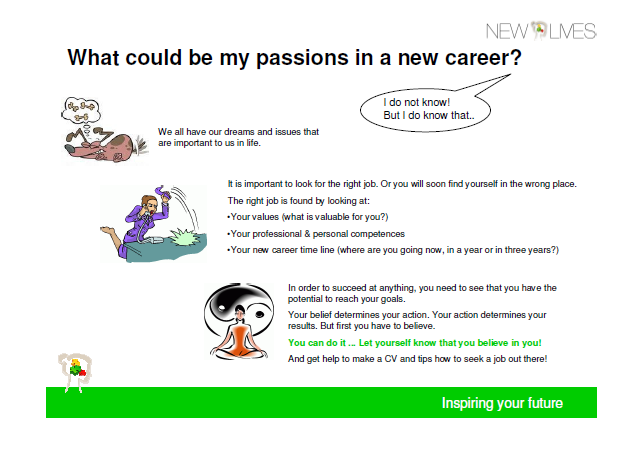 NEW LIVES
What could be my passions in a new career?
I do not know!
But I do know that..
We all have our dreams and issues that
are important to us in life.
It is important to look for the right job. Or you will soon find yourself in the wrong place.
The right job is found by looking at:
•Your values (what is valuable for you?)
•Your professional & personal competences
•Your new career time line (where are you going now, in a year or in three years?)
In order to succeed at anything, you need to see that you have the
potential to reach your goals.
Your belief determines your action. Your action determines your
results. But first you have to believe.
You can do it ... Let yourself know that you believe in you!
And get help to make a CV and tips how to seek a job out there!
Inspiring your future